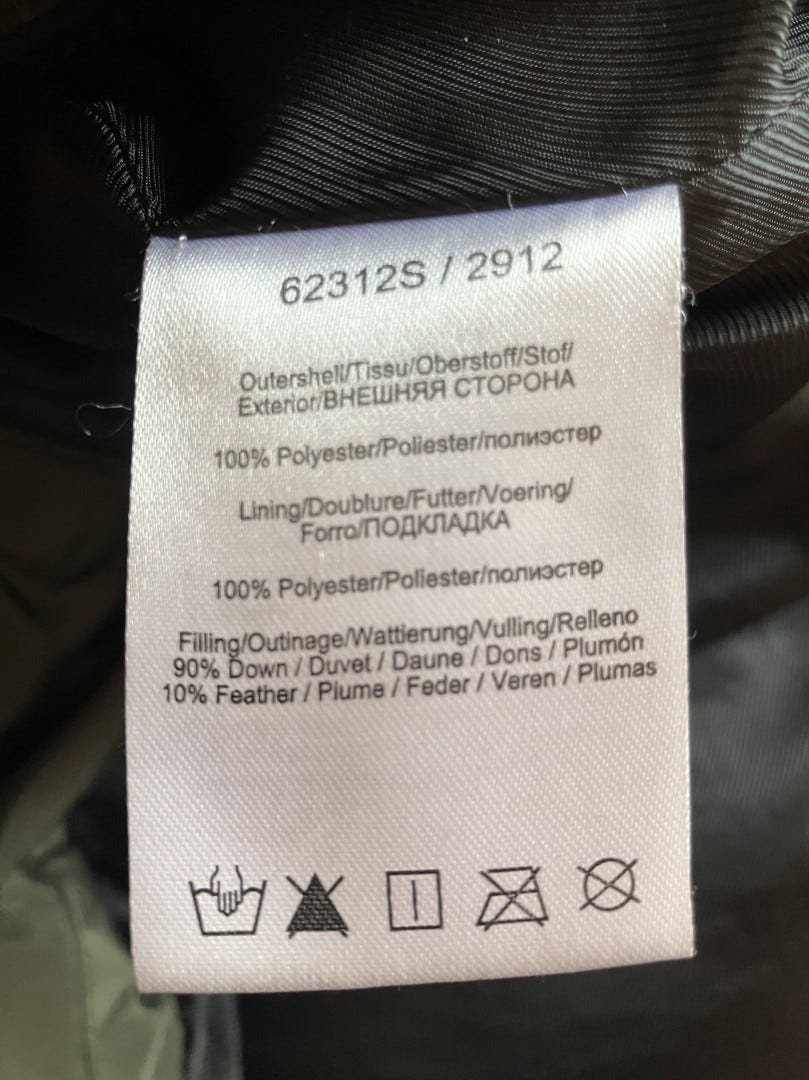 62312S / 2912
Outershell/Tissu/Oberstoff/Stof/
Exterior/ВНЕШНЯЯ СТОРОНА
100% Polyester/Poliester/полиэстер
Lining/Doublure/Futter/Voering/
Forro/ПОДКЛАДКА
100% Polyester/Poliester/полиэстер
Filling/Outinage/Wattierung/Vulling/Relleno
90% Down / Duvet / Daune / Dons / Plumón
10% Feather / Plume / Feder / Veren / Plumas